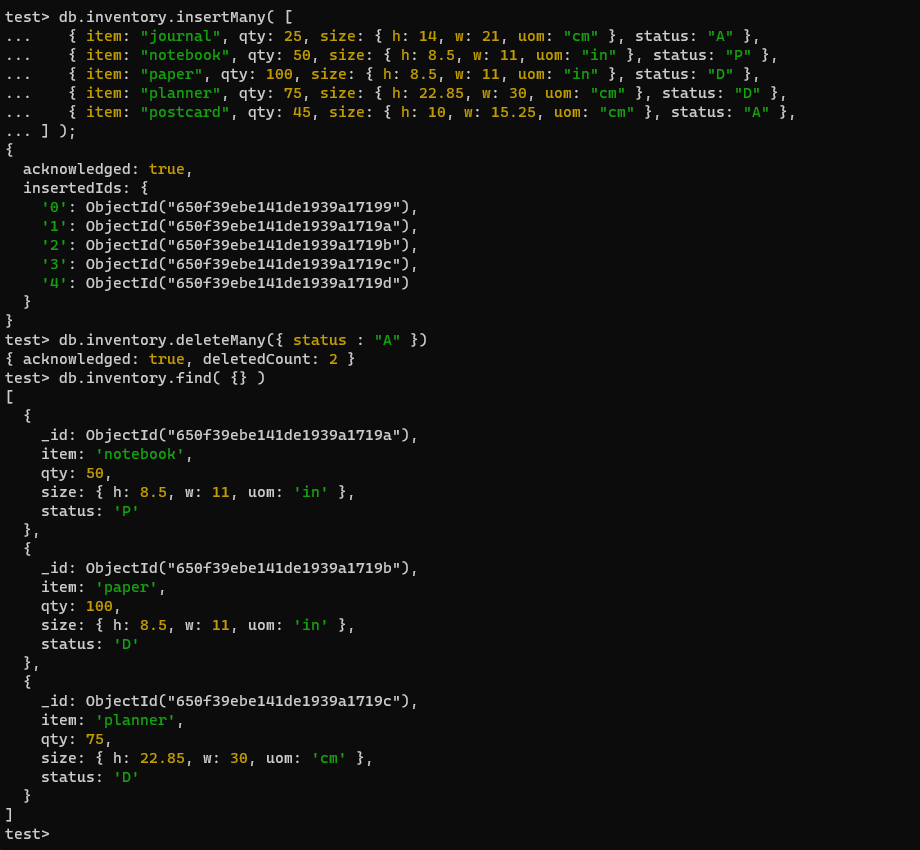 test> db.inventory.insertMany( [
...    { item: "journal", qty: 25, size: { h: 14, w: 21, uom: "cm" }, status: "A" },
...    { item: "notebook", qty: 50, size: { h: 8.5, w: 11, uom: "in" }, status: "P" },
...    { item: "paper", qty: 100, size: { h: 8.5, w: 11, uom: "in" }, status: "D" },
...    { item: "planner", qty: 75, size: { h: 22.85, w: 30, uom: "cm" }, status: "D" },
...    { item: "postcard", qty: 45, size: { h: 10, w: 15.25, uom: "cm" }, status: "A" },
... ] );
{
  acknowledged: true,
  insertedIds: {
    '0': ObjectId("650f39ebe141de1939a17199"),
    '1': ObjectId("650f39ebe141de1939a1719a"),
    '2': ObjectId("650f39ebe141de1939a1719b"),
    '3': ObjectId("650f39ebe141de1939a1719c"),
    '4': ObjectId("650f39ebe141de1939a1719d")
  }
}
test> db.inventory.deleteMany({ status : "A" })
{ acknowledged: true, deletedCount: 2 }
test> db.inventory.find( {} )
[
  {
    _id: ObjectId("650f39ebe141de1939a1719a"),
    item: 'notebook',
    qty: 50,
    size: { h: 8.5, w: 11, uom: 'in' },
    status: 'P'
  },
  {
    _id: ObjectId("650f39ebe141de1939a1719b"),
    item: 'paper',
    qty: 100,
    size: { h: 8.5, w: 11, uom: 'in' },
    status: 'D'
  },
  {
    _id: ObjectId("650f39ebe141de1939a1719c"),
    item: 'planner',
    qty: 75,
    size: { h: 22.85, w: 30, uom: 'cm' },
    status: 'D'
  }
]
test>